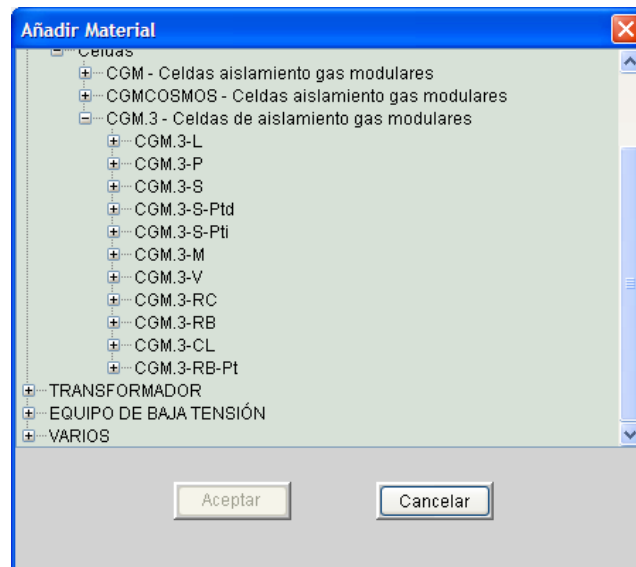 Añadir Material
Celdas
CGM - Celdas aislamiento gas modulares
CGMCOSMOS - Celdas aislamiento gas modulares
CGM.3 - Celdas de aislamiento gas modulares
CGM.3-L
CGM.3-P
CGM.3-S
CGM.3-S-Ptd
CGM.3-S-Pti
CGM.3-M
CGM.3-V
CGM.3-RC
CGM.3-RB
CGM.3-CL
CGM.3-RB-Pt
TRANSFORMADOR
EQUIPO DE BAJA TENSIÓN
VARIOS
Aceptar Cancelar